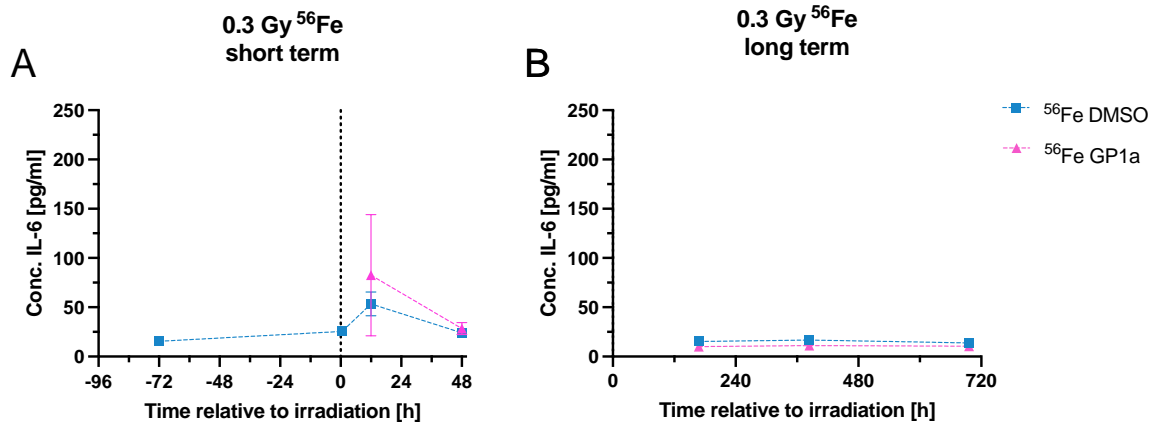 0.3 Gy ⁵⁶Fe
short term
A
250
200
150
100
50
0
Conc. IL-6 [pg/ml]
-96 -72 -48 -24 0 24 48
Time relative to irradiation [h]
0.3 Gy ⁵⁶Fe
long term
B
250
200
150
100
50
0
Conc. IL-6 [pg/ml]
0 240 480 720
Time relative to irradiation [h]
⁵⁶Fe DMSO
⁵⁶Fe GP1a